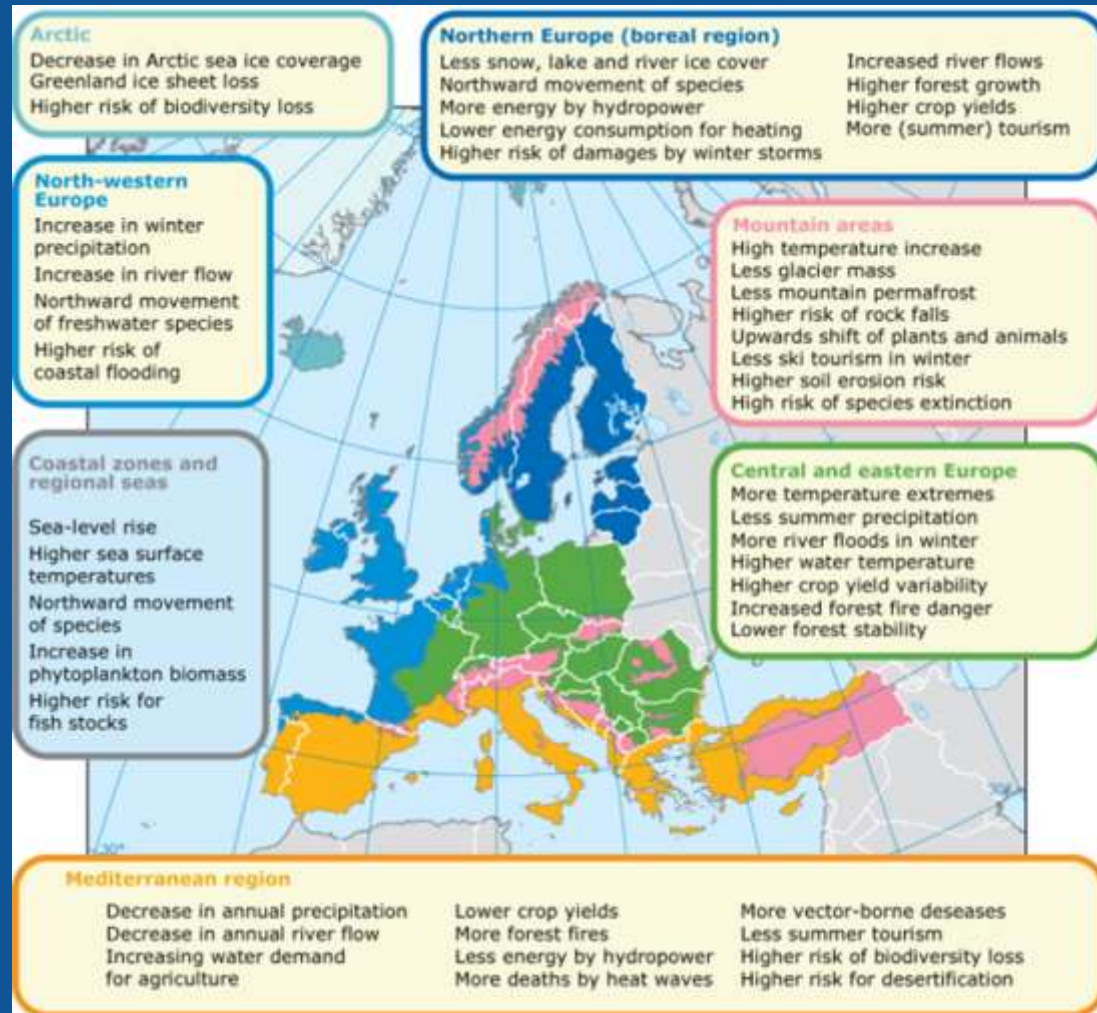 Arctic
Decrease in Arctic sea ice coverage
Greenland ice sheet loss
Higher risk of biodiversity loss
Northern Europe (boreal region)
Less snow, lake and river ice cover
Northward movement of species
More energy by hydropower
Lower energy consumption for heating
Higher risk of damages by winter storms
Increased river flows
Higher forest growth
Higher crop yields
More (summer) tourism
North-western
Europe
Increase in winter
precipitation
Increase in river flow
Northward movement
of freshwater species
Higher risk of
coastal flooding
Mountain areas
High temperature increase
Less glacier mass
Less mountain permafrost
Higher risk of rock falls
Upwards shift of plants and animals
Less ski tourism in winter
Higher soil erosion risk
High risk of species extinction
Coastal zones and
regional seas
Sea-level rise
Higher sea surface
temperatures
Northward movement
of species
Increase in
phytoplankton biomass
Higher risk for
fish stocks
Central and eastern Europe
More temperature extremes
Less summer precipitation
More river floods in winter
Higher water temperature
Higher crop yield variability
Increased forest fire danger
Lower forest stability
Mediterranean region
Decrease in annual precipitation
Decrease in annual river flow
Increasing water demand
for agriculture
Lower crop yields
More forest fires
Less energy by hydropower
More deaths by heat waves
More vector-borne deseases
Less summer tourism
Higher risk of biodiversity loss
Higher risk for desertification